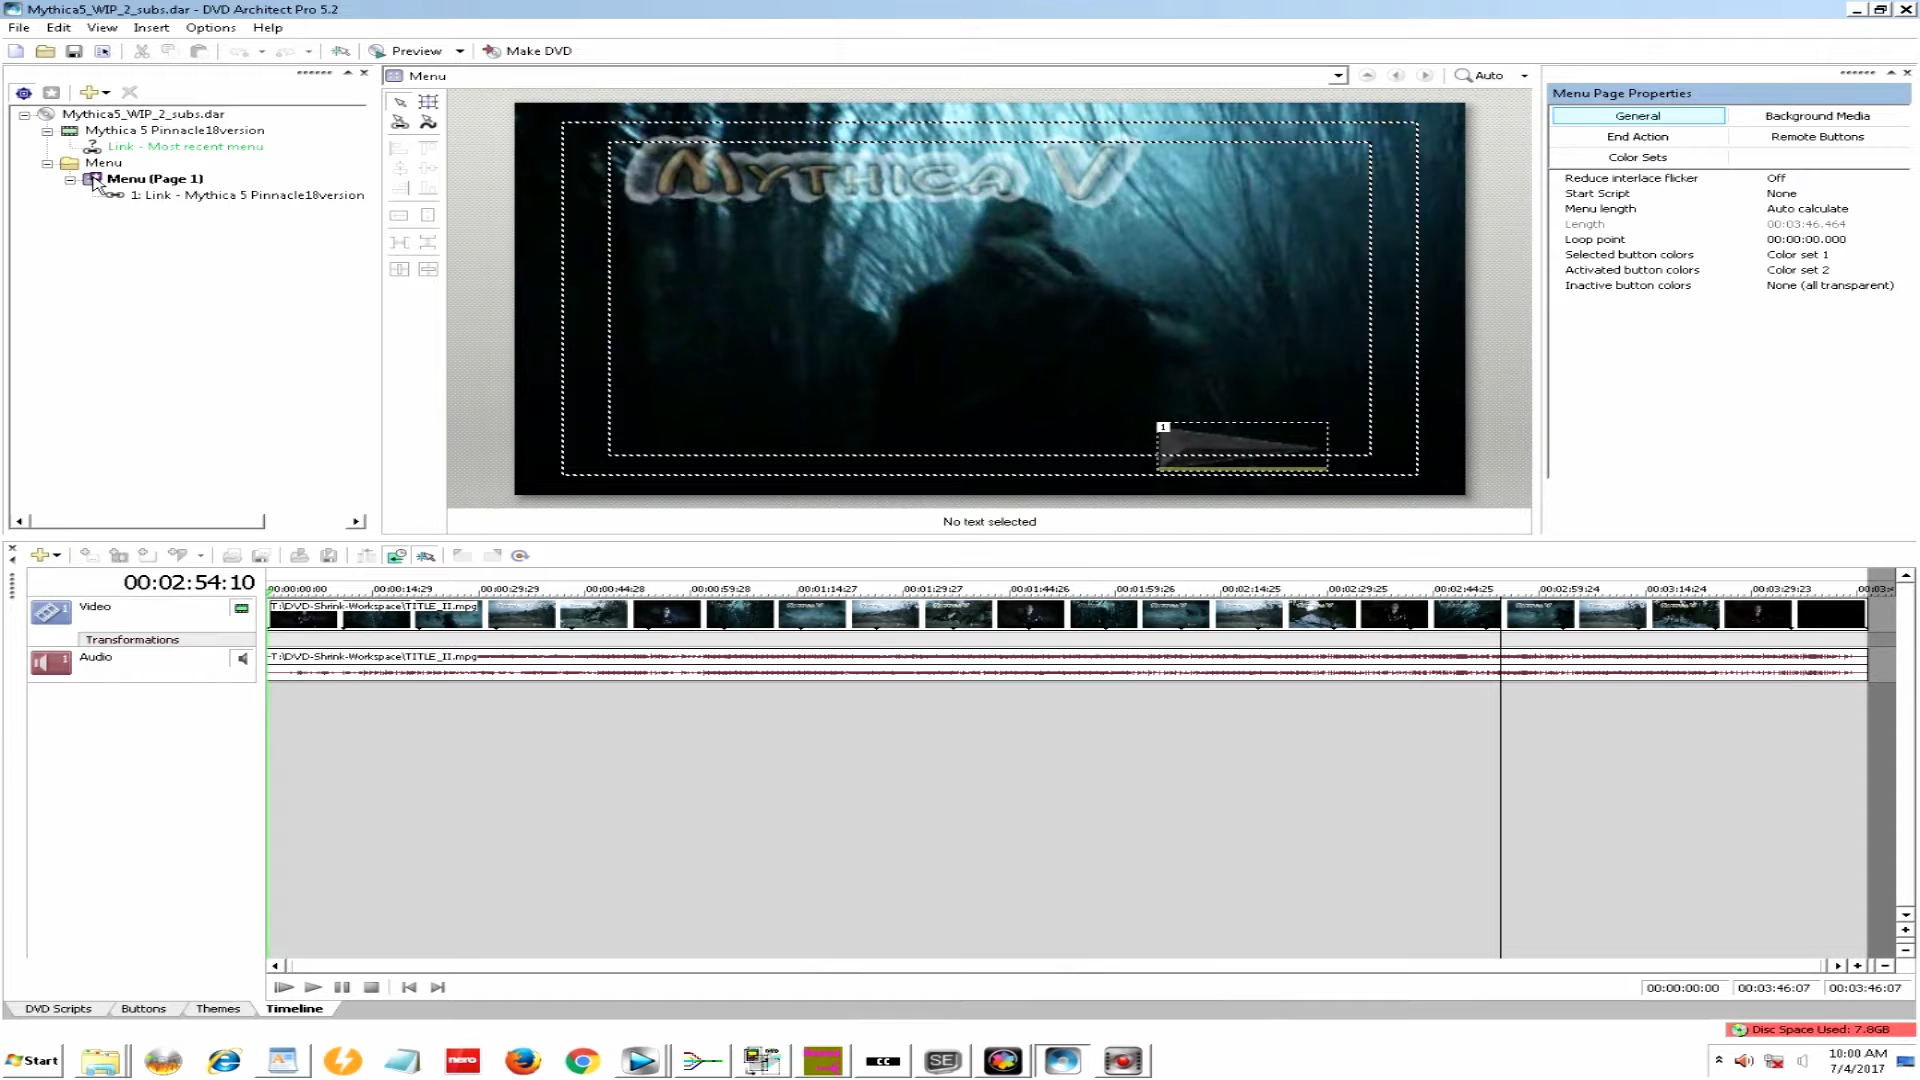 Mythica5_WIP_2_subs.dar - DVD Architect Pro 5.2
File Edit View Insert Options Help
Preview Make DVD
Menu Auto
Mythica5_WIP_2_subs.dar
Mythica 5 Pinnacle18version
Link - Most recent menu
Menu
Menu (Page 1)
1: Link - Mythica 5 Pinnacle18version
Mythica V
1
No text selected
Menu Page Properties
General Background Media
End Action Remote Buttons
Color Sets
Reduce interlace flicker Off
Start Script None
Menu length Auto calculate
Length 00:03:46.464
Loop point 00:00:00.000
Selected button colors Color set 1
Activated button colors Color set 2
Inactive button colors None (all transparent)
00:02:54:10
00:00:00:00 00:00:14:29 00:00:29:29 00:00:44:28 00:00:59:28 00:01:14:27 00:01:29:27 00:01:44:26 00:01:59:26 00:02:14:25 00:02:29:25 00:02:44:25 00:02:59:24 00:03:14:24 00:03:29:23
1 Video
T:\DVD-Shrink-Workspace\TITLE_II.mpg
Transformations
1 Audio
T:\DVD-Shrink-Workspace\TITLE_II.mpg
00:00:00:00 00:03:46:07 00:03:46:07
DVD Scripts Buttons Themes Timeline
Disc Space Used: 7.8GB
Start
nero
CC
SE
10:00 AM
7/4/2017